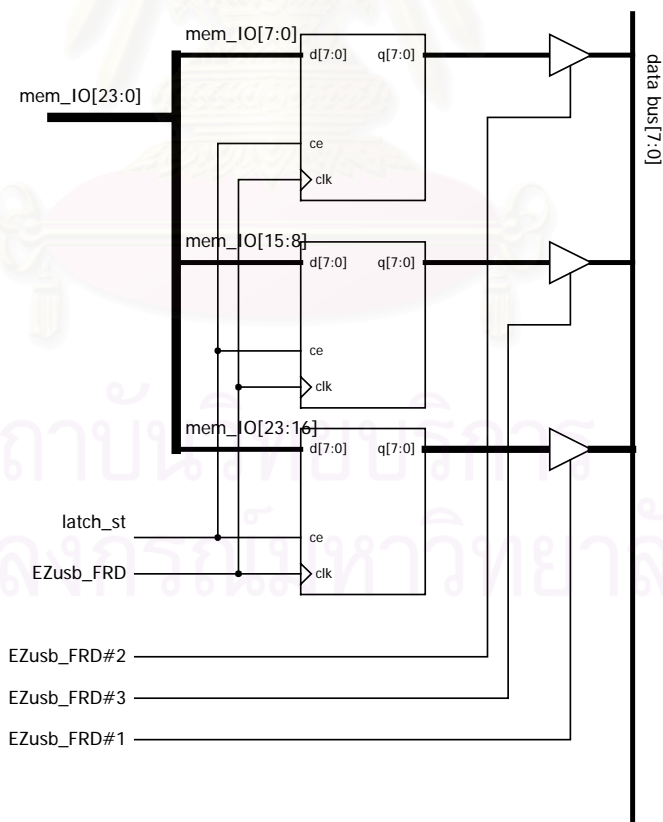 mem_IO[7:0]
d[7:0] q[7:0]
mem_IO[23:0]
data bus[7:0]
ce
clk
mem_IO[15:8]
d[7:0] q[7:0]
ce
clk
mem_IO[23:16]
d[7:0] q[7:0]
latch_st
ce
EZusb_FRD
clk
EZusb_FRD#2
EZusb_FRD#3
EZusb_FRD#1